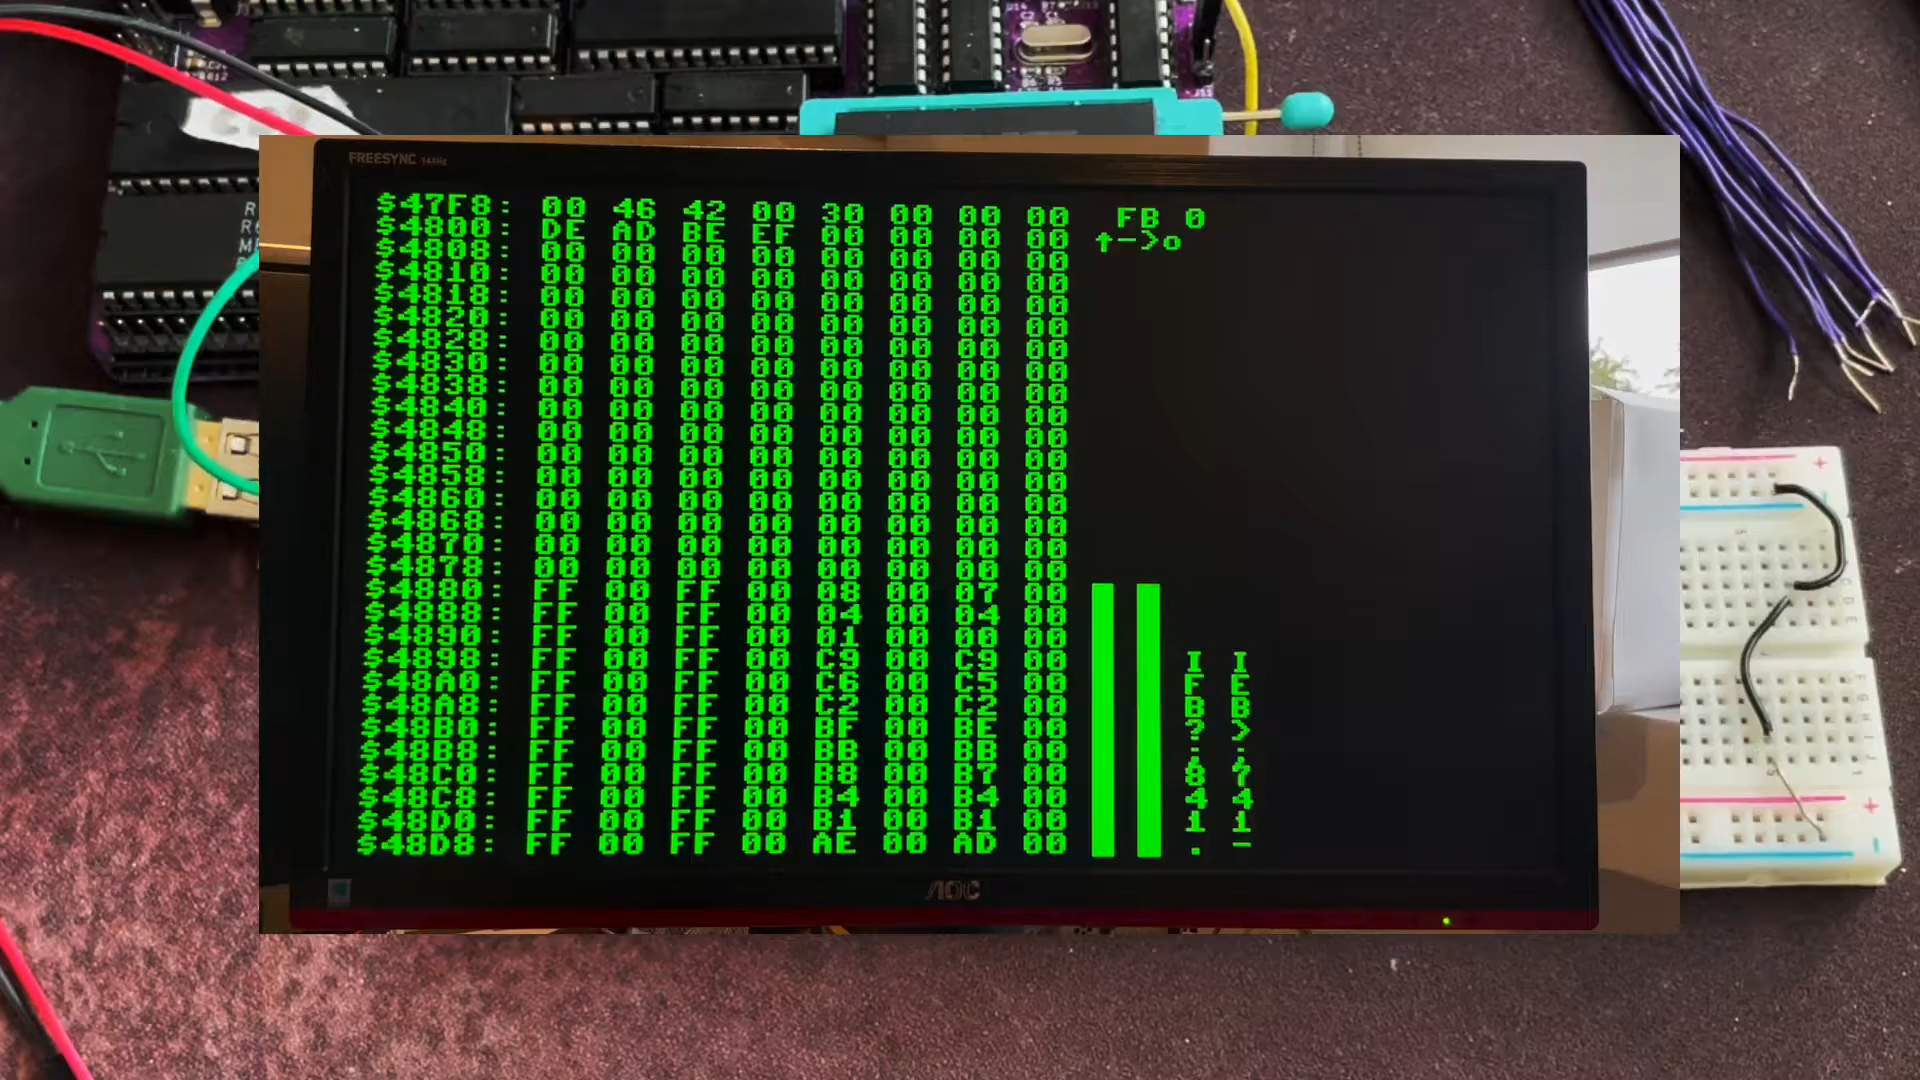 FREESYNC 144Hz
$47F8: 00 46 42 00 30 00 00 00 FB 0
$4800: DE AD BE EF 00 00 00 00 ↑->o
$4808: 00 00 00 00 00 00 00 00
$4810: 00 00 00 00 00 00 00 00
$4818: 00 00 00 00 00 00 00 00
$4820: 00 00 00 00 00 00 00 00
$4828: 00 00 00 00 00 00 00 00
$4830: 00 00 00 00 00 00 00 00
$4838: 00 00 00 00 00 00 00 00
$4840: 00 00 00 00 00 00 00 00
$4848: 00 00 00 00 00 00 00 00
$4850: 00 00 00 00 00 00 00 00
$4858: 00 00 00 00 00 00 00 00
$4860: 00 00 00 00 00 00 00 00
$4868: 00 00 00 00 00 00 00 00
$4870: 00 00 00 00 00 00 00 00
$4878: 00 00 00 00 00 00 00 00
$4880: FF 00 FF 00 08 00 07 00
$4888: FF 00 FF 00 04 00 04 00
$4890: FF 00 FF 00 01 00 00 00
$4898: FF 00 FF 00 C9 00 C9 00 I I
$48A0: FF 00 FF 00 C6 00 C5 00 F E
$48A8: FF 00 FF 00 C2 00 C2 00 B B
$48B0: FF 00 FF 00 BF 00 BE 00 ? >
$48B8: FF 00 FF 00 BB 00 BB 00 ; ;
$48C0: FF 00 FF 00 B8 00 B7 00 8 7
$48C8: FF 00 FF 00 B4 00 B4 00 4 4
$48D0: FF 00 FF 00 B1 00 B1 00 1 1
$48D8: FF 00 FF 00 AE 00 AD 00 . -
AOC